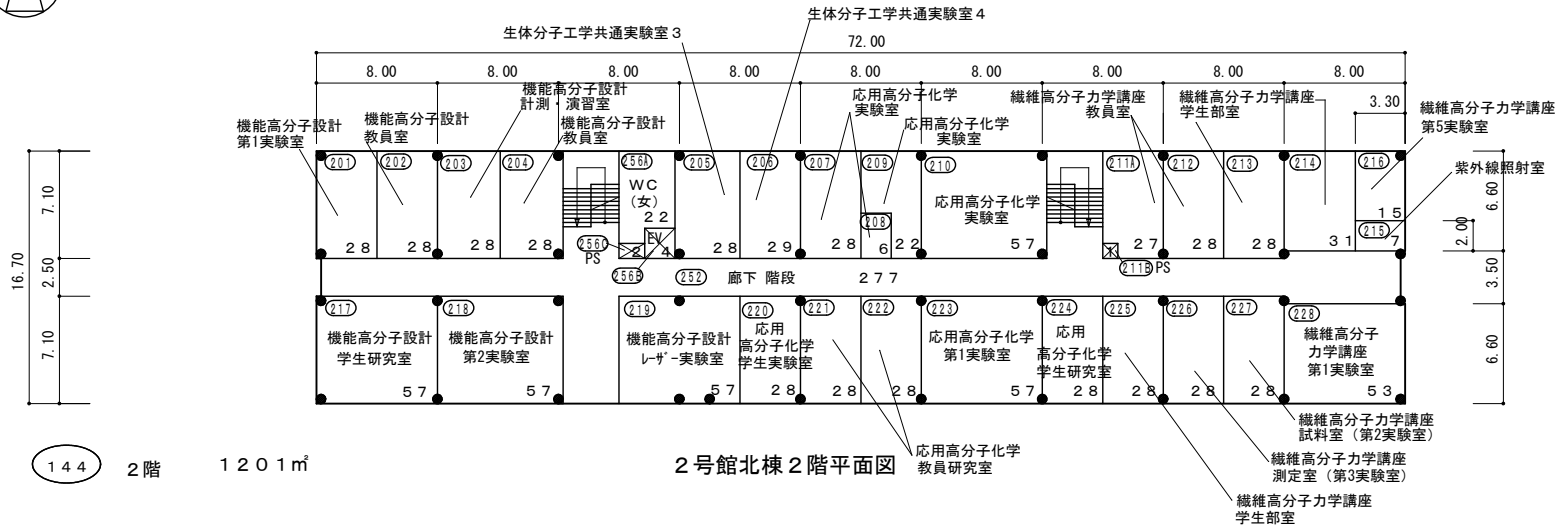 生体分子工学共通実験室４
生体分子工学共通実験室３
72.00
8.00 8.00 8.00 8.00 8.00 8.00 8.00 8.00 8.00
機能高分子設計
第1実験室
機能高分子設計
教員室
機能高分子設計
計測・演習室
機能高分子設計
教員室
応用高分子化学
実験室
応用高分子化学
実験室
繊維高分子力学講座
教員室
繊維高分子力学講座
学生部室
3.30
繊維高分子力学講座
第5実験室
紫外線照射室
201 202 203 204 256A 205 206 207 209 210 211A 212 213 214 216
ＷＣ
（女）
応用高分子化学
実験室
２２
208
１５
215
EV
２８ ２８ ２８ ２８ ２ ４ ２８ ２９ ２８ ６ ２２ ５７ １ ２７ ２８ ２８ ３１ ７
256C
PS
256B
252
廊下 階段
２７７
211B
PS
16.70
7.10
2.50
7.10
6.60
2.00
3.50
6.60
217 218 219 220 221 222 223 224 225 226 227 228
機能高分子設計
学生研究室
機能高分子設計
第2実験室
機能高分子設計
ﾚｰｻﾞｰ実験室
応用
高分子化学
学生実験室
応用高分子化学
第1実験室
応用
高分子化学
学生研究室
繊維高分子
力学講座
第1実験室
５７ ５７ ５７ ２８ ２８ ２８ ５７ ２８ ２８ ２８ ２８ ５３
応用高分子化学
教員研究室
繊維高分子力学講座
試料室（第2実験室）
繊維高分子力学講座
測定室（第3実験室）
繊維高分子力学講座
学生部室
１４４
２階
１２０１㎡
２号館北棟２階平面図